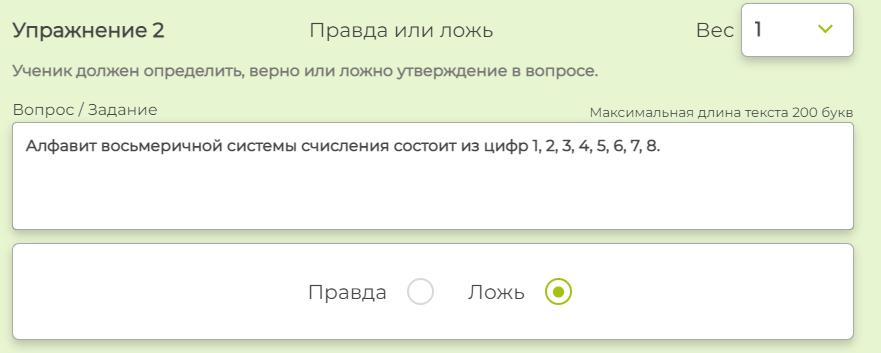 Упражнение 2 Правда или ложь Вес 1
Ученик должен определить, верно или ложно утверждение в вопросе.
Вопрос / Задание Максимальная длина текста 200 букв
Алфавит восьмеричной системы счисления состоит из цифр 1, 2, 3, 4, 5, 6, 7, 8.
Правда Ложь